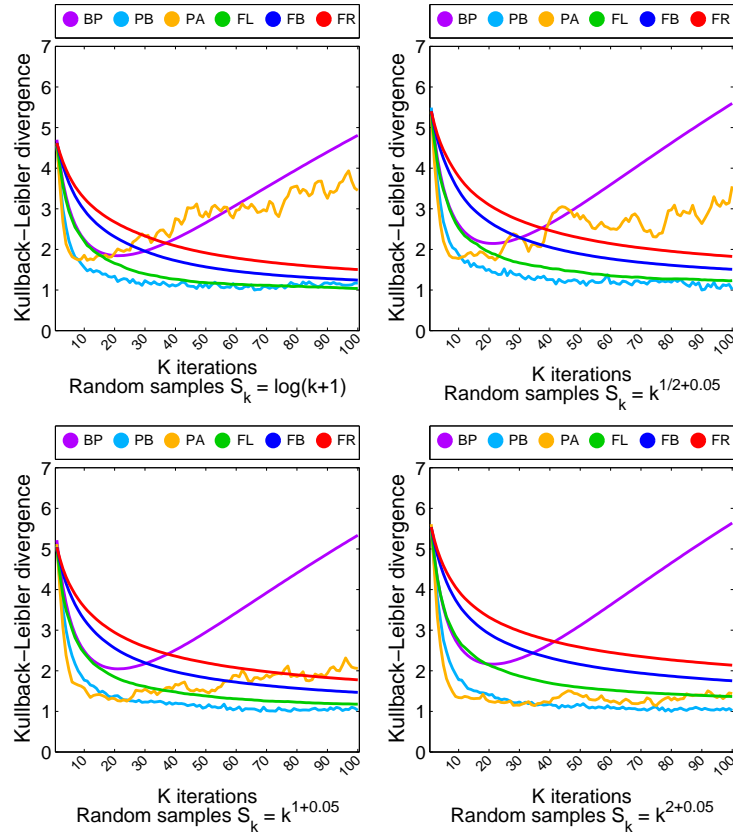 BP PB PA FL FB FR
7
6
5
4
3
2
1
0
Kullback−Leibler divergence
10 20 30 40 50 60 70 80 90 100
K iterations
Random samples S_k = log(k+1)
BP PB PA FL FB FR
7
6
5
4
3
2
1
0
Kullback−Leibler divergence
10 20 30 40 50 60 70 80 90 100
K iterations
Random samples S_k = k^{1/2+0.05}
BP PB PA FL FB FR
7
6
5
4
3
2
1
0
Kullback−Leibler divergence
10 20 30 40 50 60 70 80 90 100
K iterations
Random samples S_k = k^{1+0.05}
BP PB PA FL FB FR
7
6
5
4
3
2
1
0
Kullback−Leibler divergence
10 20 30 40 50 60 70 80 90 100
K iterations
Random samples S_k = k^{2+0.05}